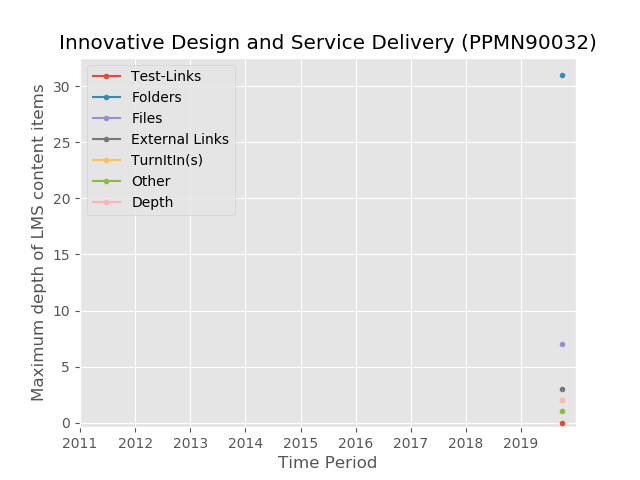 Innovative Design and Service Delivery (PPMN90032)
Test-Links
Folders
Files
External Links
TurnItIn(s)
Other
Depth
Maximum depth of LMS content items
30
25
20
15
10
5
0
2011 2012 2013 2014 2015 2016 2017 2018 2019
Time Period